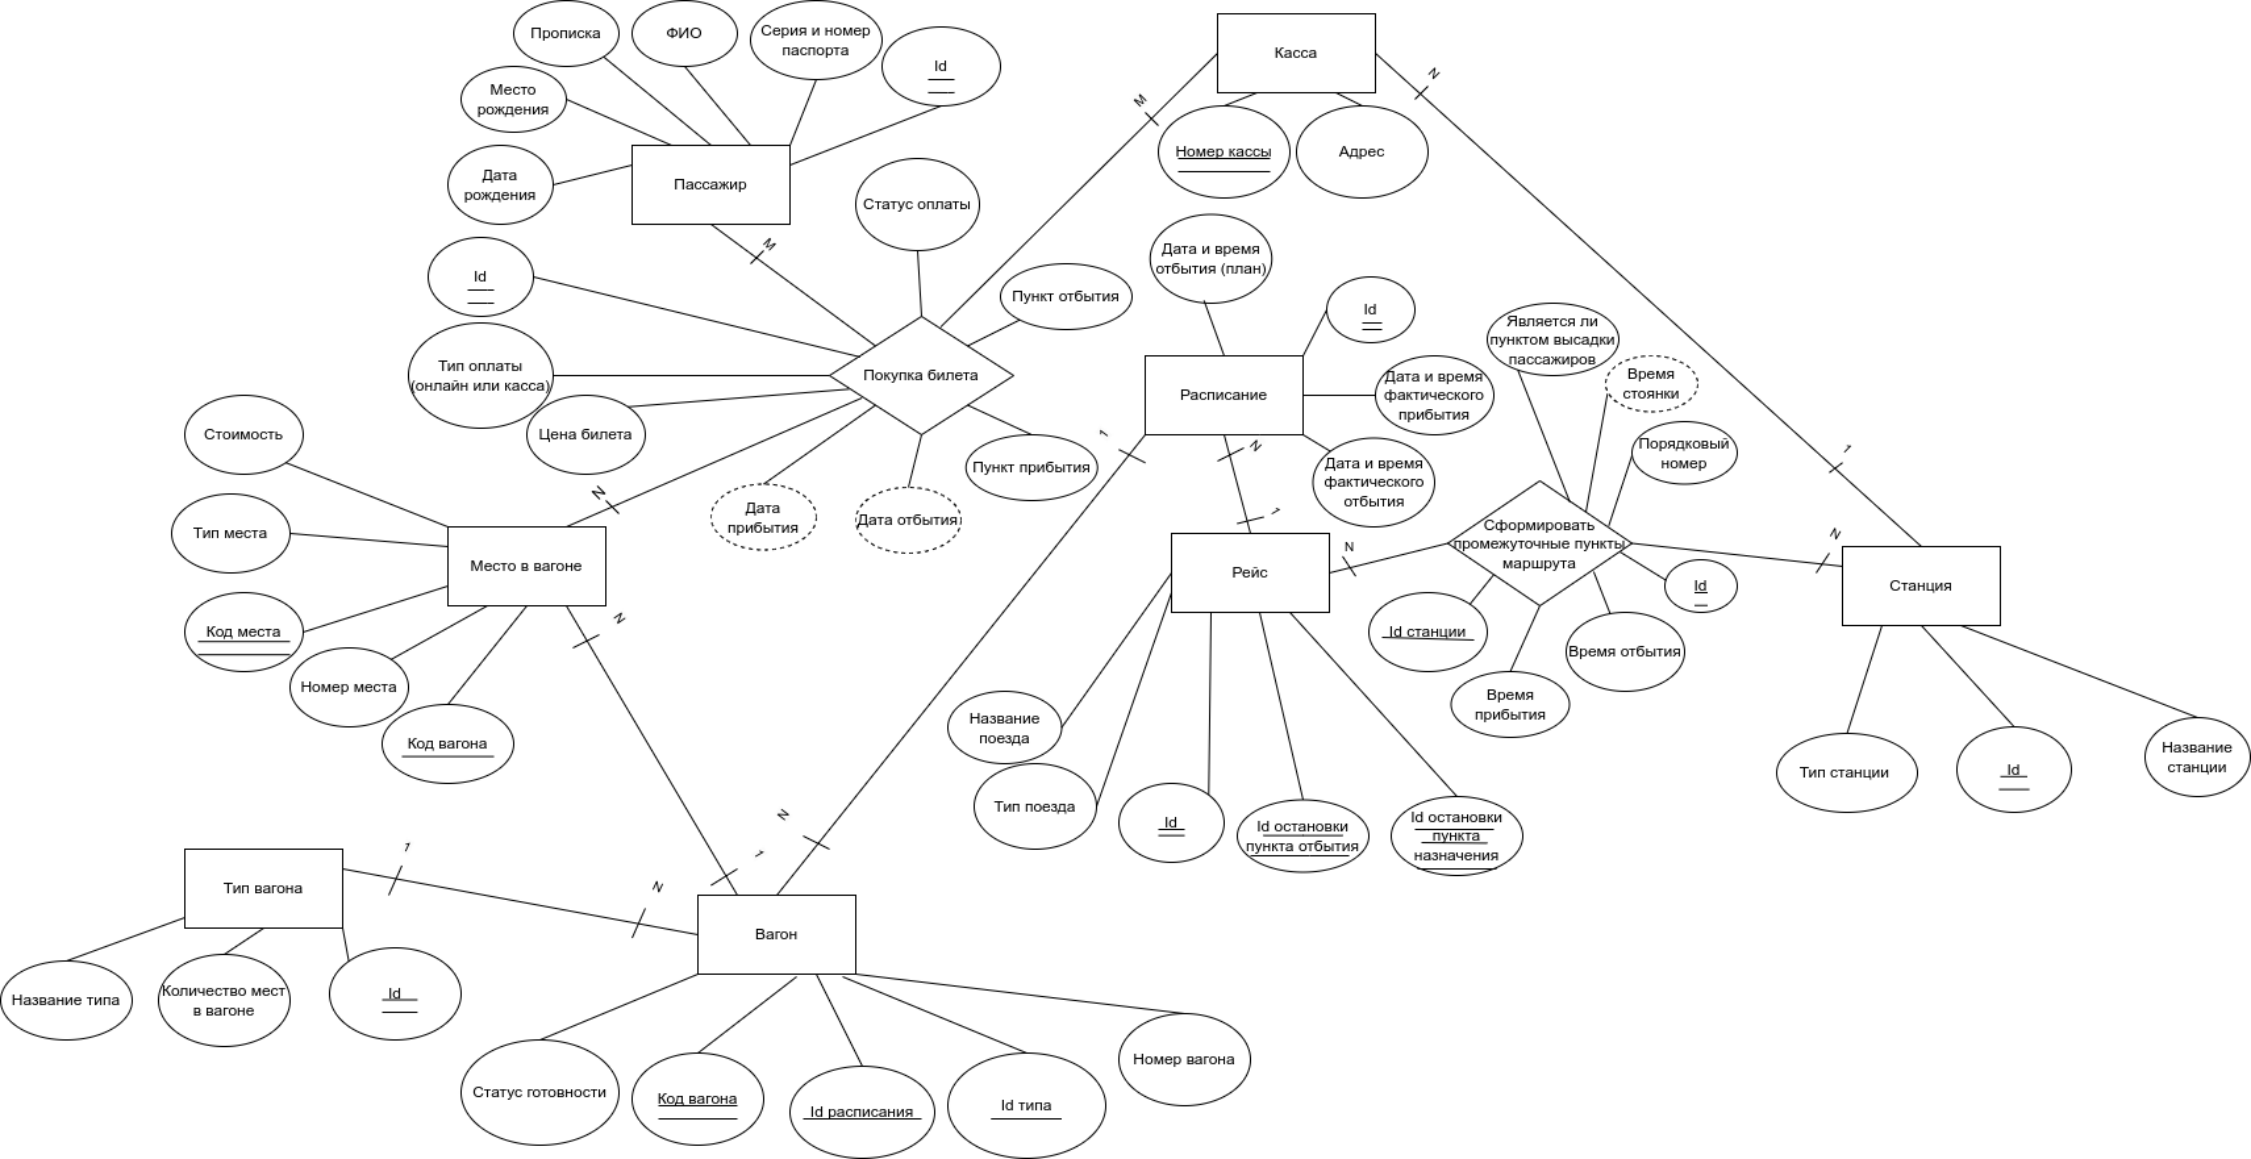 Прописка
ФИО
Серия и номер
паспорта
Id
Место
рождения
Дата
рождения
Пассажир
M
Касса
N
M
Номер кассы
Адрес
Статус оплаты
Id
Тип оплаты
(онлайн или касса)
Цена билета
Покупка билета
Пункт отбытия
Пункт прибытия
Дата
прибытия
Дата отбытия
Дата и время
отбытия (план)
Id
Расписание
Дата и время
фактического
прибытия
Дата и время
фактического
отбытия
1
N
1
Является ли
пунктом высадки
пассажиров
Время
стоянки
Порядковый
номер
Сформировать
промежуточные пункты
маршрута
N
N
1
Id
Id станции
Время
прибытия
Время отбытия
Станция
Тип станции
Id
Название
станции
Рейс
Название
поезда
Тип поезда
Id
Id остановки
пункта отбытия
Id остановки
пункта
назначения
Стоимость
Тип места
Код места
Номер места
Код вагона
Место в вагоне
N
N
1
N
Тип вагона
1
N
Название типа
Количество мест
в вагоне
Id
Вагон
Статус готовности
Код вагона
Id расписания
Id типа
Номер вагона